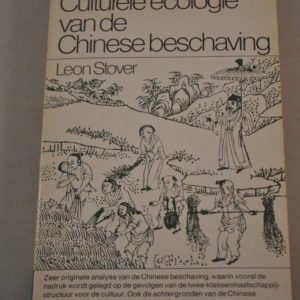 Culturele ecologie
van de
Chinese beschaving
Leon Stover
Zeer originele analyse van de Chinese beschaving, waarin vooral de
nadruk wordt gelegd op de gevolgen van de twee-klassenmaatschappij-
structuur voor de cultuur. Ook de achtergronden van de Chinese